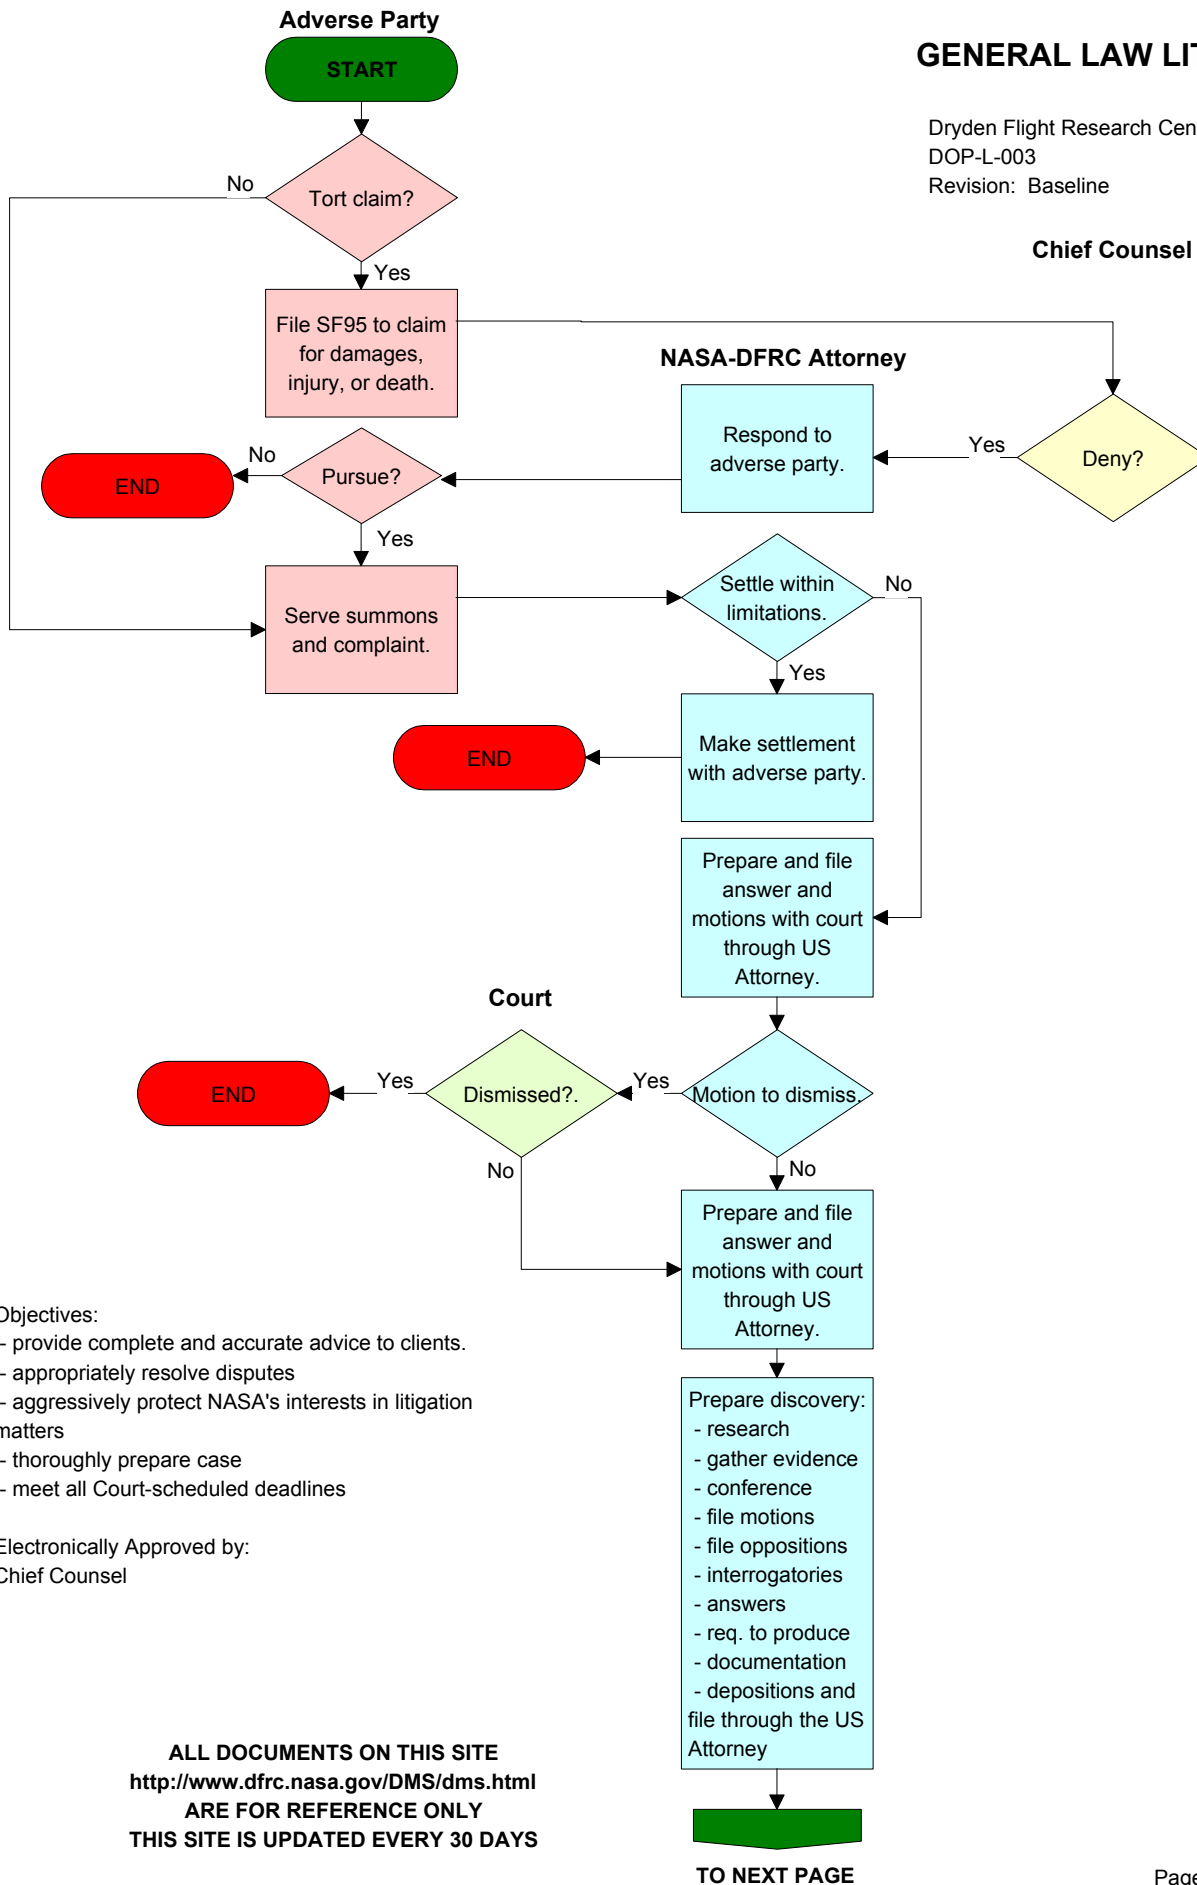 Adverse Party
START
GENERAL LAW LIT
Dryden Flight Research Cen
DOP-L-003
Revision: Baseline
No
Tort claim?
Yes
Chief Counsel
File SF95 to claim
for damages,
injury, or death.
NASA-DFRC Attorney
Respond to
adverse party.
Yes
Deny?
No
END
Pursue?
Yes
Settle within
limitations.
No
Serve summons
and complaint.
Yes
Make settlement
with adverse party.
END
Prepare and file
answer and
motions with court
through US
Attorney.
Court
END
Yes
Dismissed?.
Yes
Motion to dismiss.
No
No
Prepare and file
answer and
motions with court
through US
Attorney.
Objectives:
- provide complete and accurate advice to clients.
- appropriately resolve disputes
- aggressively protect NASA's interests in litigation
matters
- thoroughly prepare case
- meet all Court-scheduled deadlines
Electronically Approved by:
Chief Counsel
Prepare discovery:
- research
- gather evidence
- conference
- file motions
- file oppositions
- interrogatories
- answers
- req. to produce
- documentation
- depositions and
file through the US
Attorney
ALL DOCUMENTS ON THIS SITE
http://www.dfrc.nasa.gov/DMS/dms.html
ARE FOR REFERENCE ONLY
THIS SITE IS UPDATED EVERY 30 DAYS
TO NEXT PAGE
Page